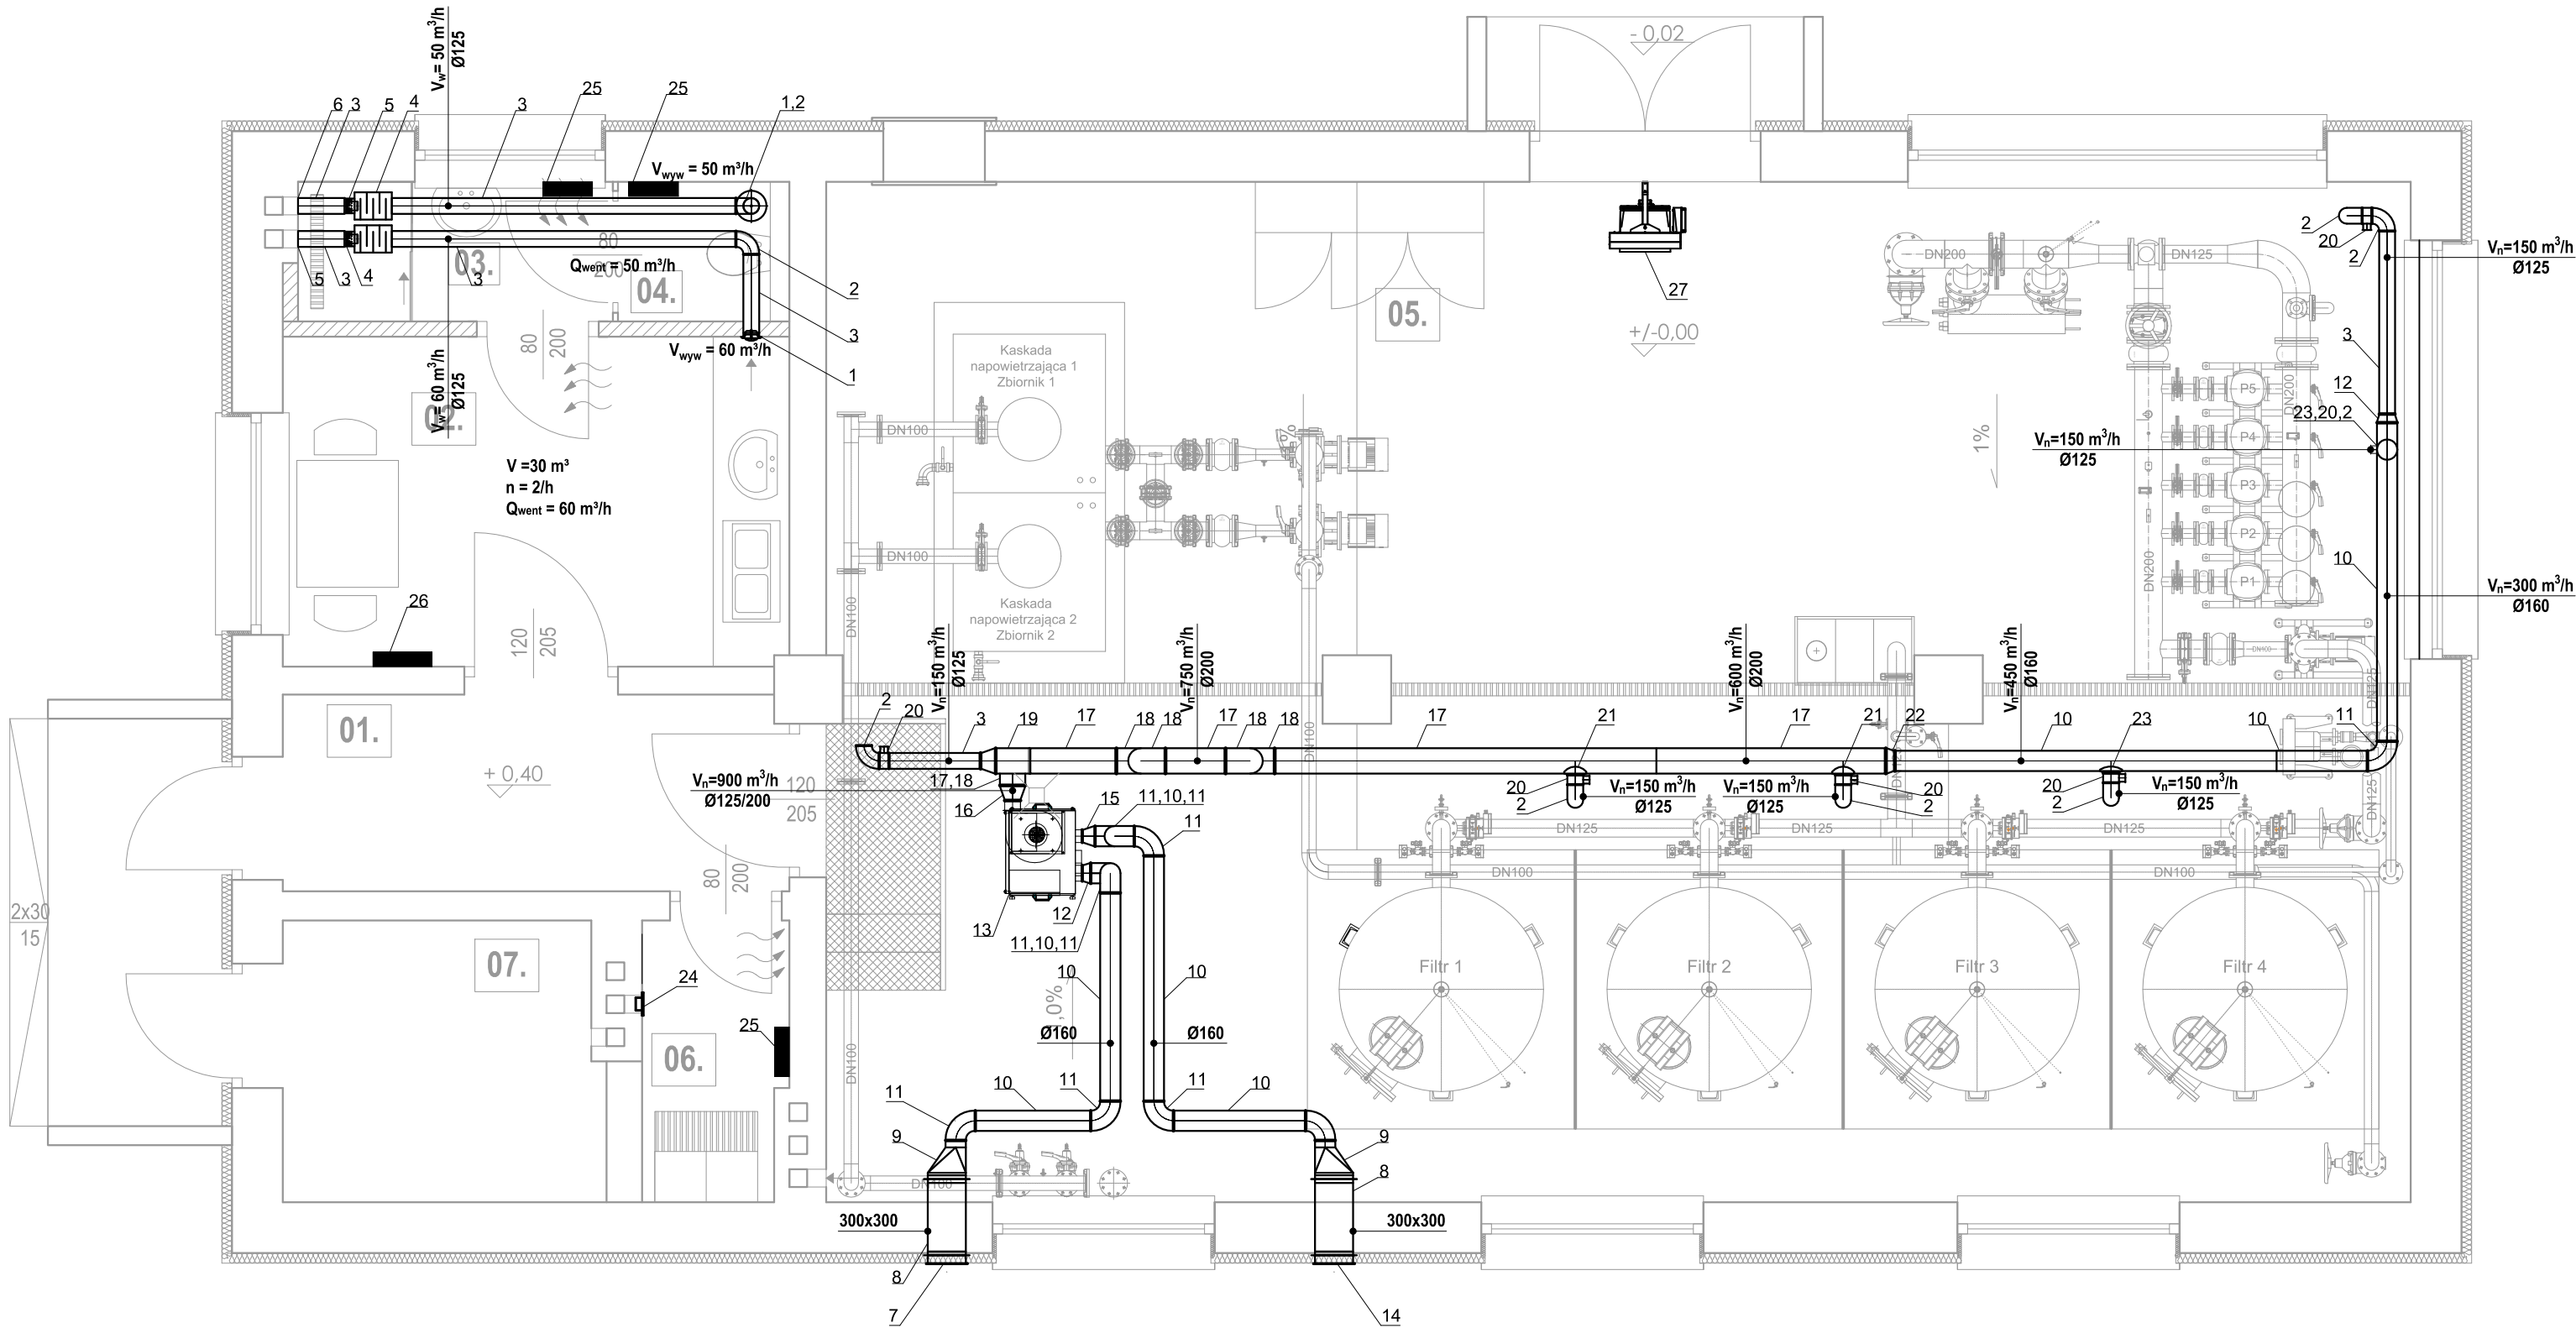 Vw= 50 m³/h
Ø125
- 0,02
6
3
5
4
3
25
25
1,2
Vwyw = 50 m³/h
5
3
4
3
03.
80
200
Qwent = 50 m³/h
04.
2
3
Vwyw = 60 m³/h
1
80
200
Vw= 60 m³/h
Ø125
02.
V =30 m³
n = 2/h
Qwent = 60 m³/h
26
120
205
01.
+ 0,40
2x30
15
07.
24
25
06.
80
200
120
205
27
05.
+/-0,00
1%
Kaskada
napowietrzająca 1
Zbiornik 1
DN100
DN100
Kaskada
napowietrzająca 2
Zbiornik 2
DN100
DN200
DN125
2
20
2
Vn=150 m³/h
Ø125
3
12
23,20,2
Vn=150 m³/h
Ø125
10
Vn=300 m³/h
Ø160
DN200
DN200
P5
P4
P3
P2
P1
DN100
DN125
Vn=150 m³/h
Ø125
Vn=750 m³/h
Ø200
Vn=600 m³/h
Ø200
Vn=450 m³/h
Ø160
2
20
3
19
17
18
18
17
18
18
17
21
17
21
22
10
23
10
11
DN100
DN125
DN125
Vn=900 m³/h
Ø125/200
17,18
16
15
11,10,11
11
20
2
Vn=150 m³/h
Ø125
Vn=150 m³/h
Ø125
20
2
20
2
Vn=150 m³/h
Ø125
DN125
DN125
DN125
DN100
DN100
13
12
11,10,11
10
10
,0%
Ø160
Ø160
Filtr 1
Filtr 2
Filtr 3
Filtr 4
DN100
11
10
11
11
10
9
9
8
DN100
300x300
300x300
8
7
14